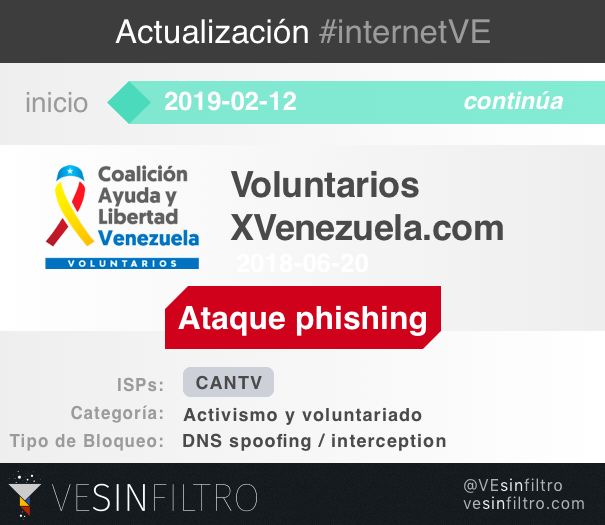 Actualización #internetVE
inicio 2019-02-12 continúa
Coalición
Ayuda y
Libertad
Venezuela
VOLUNTARIOS
Voluntarios
XVenezuela.com
2018-06-20
Ataque phishing
ISPs: CANTV
Categoría: Activismo y voluntariado
Tipo de Bloqueo: DNS spoofing / interception
VESINFILTRO
@VEsinfiltro
vesinfiltro.com